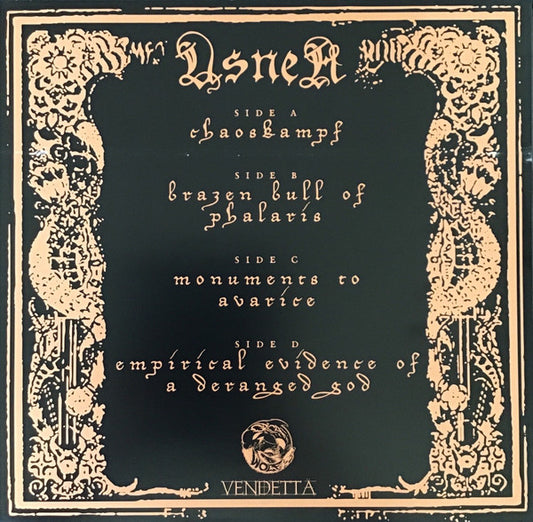 Usnea
SIDE A
chaoskampf
SIDE B
brazen bull of
phalaris
SIDE C
monuments to
avarice
SIDE D
empirical evidence of
a deranged god
VENDETTA